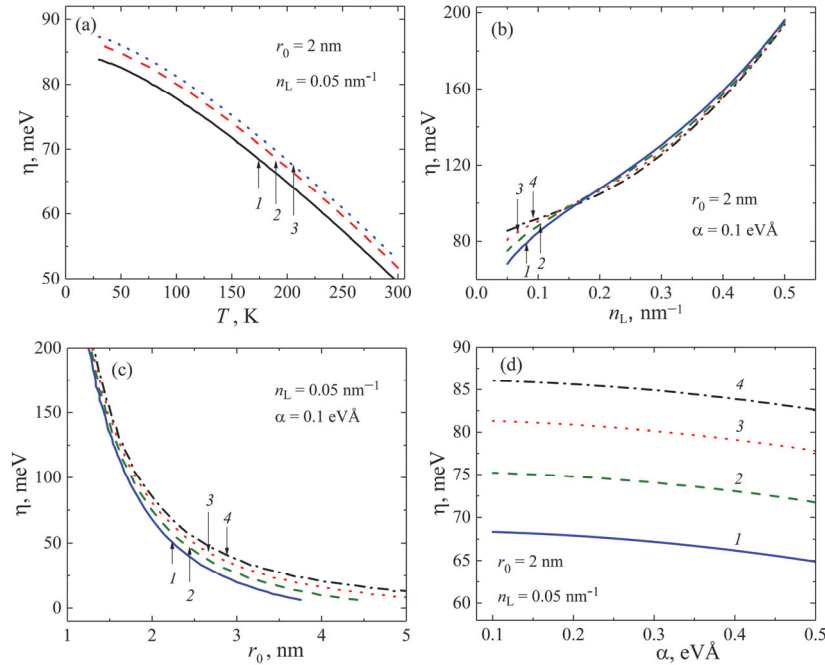 (a)
r₀ = 2 nm
n_L = 0.05 nm⁻¹
90
80
70
60
50
η, meV
1
2
3
0
50
100
150
200
250
300
T, K
(b)
200
160
120
80
η, meV
3
4
1
2
r₀ = 2 nm
α = 0.1 eVÅ
0.0
0.1
0.2
0.3
0.4
0.5
n_L, nm⁻¹
(c)
n_L = 0.05 nm⁻¹
α = 0.1 eVÅ
200
150
100
50
0
η, meV
3
4
1
2
1
2
3
4
5
r₀, nm
(d)
90
85
80
75
70
65
60
η, meV
4
3
2
1
r₀ = 2 nm
n_L = 0.05 nm⁻¹
0.1
0.2
0.3
0.4
0.5
α, eVÅ